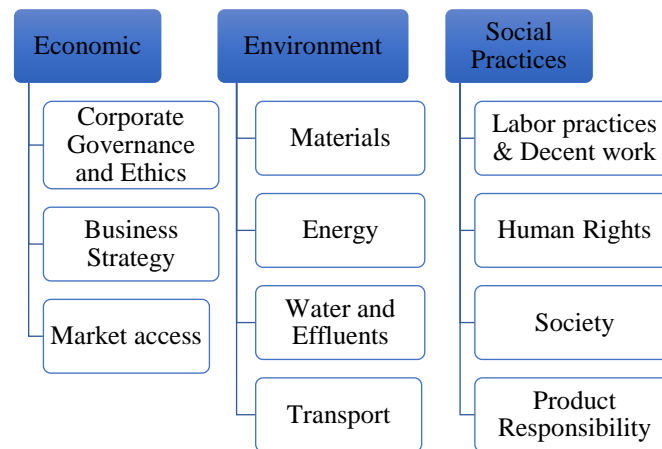 Economic
Corporate
Governance
and Ethics
Business
Strategy
Market access
Environment
Materials
Energy
Water and
Effluents
Transport
Social
Practices
Labor practices
& Decent work
Human Rights
Society
Product
Responsibility